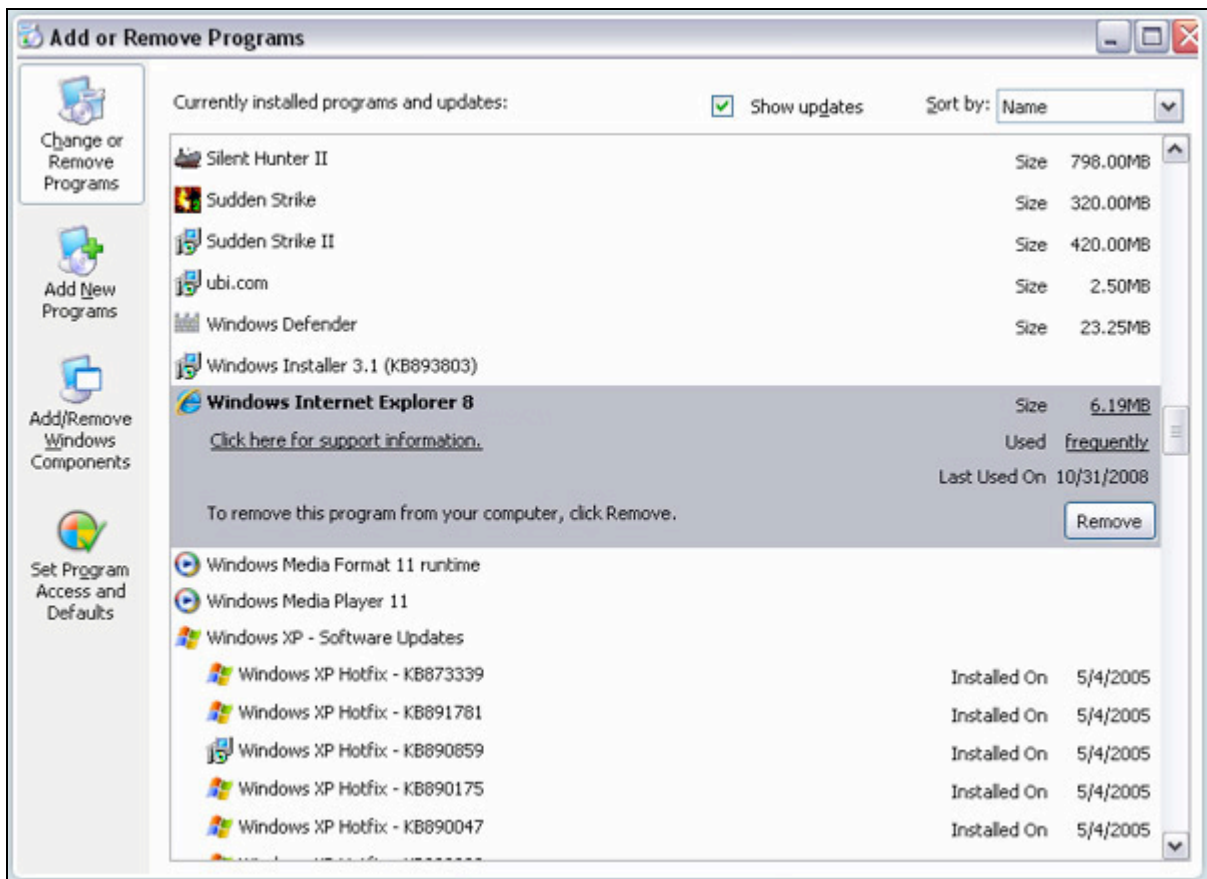 Add or Remove Programs
Change or
Remove
Programs
Add New
Programs
Add/Remove
Windows
Components
Set Program
Access and
Defaults
Currently installed programs and updates:
Show updates
Sort by: Name
Silent Hunter II Size 798.00MB
Sudden Strike Size 320.00MB
Sudden Strike II Size 420.00MB
ubi.com Size 2.50MB
Windows Defender Size 23.25MB
Windows Installer 3.1 (KB893803)
Windows Internet Explorer 8 Size 6.19MB
Click here for support information. Used frequently
Last Used On 10/31/2008
To remove this program from your computer, click Remove. Remove
Windows Media Format 11 runtime
Windows Media Player 11
Windows XP - Software Updates
Windows XP Hotfix - KB873339 Installed On 5/4/2005
Windows XP Hotfix - KB891781 Installed On 5/4/2005
Windows XP Hotfix - KB890859 Installed On 5/4/2005
Windows XP Hotfix - KB890175 Installed On 5/4/2005
Windows XP Hotfix - KB890047 Installed On 5/4/2005